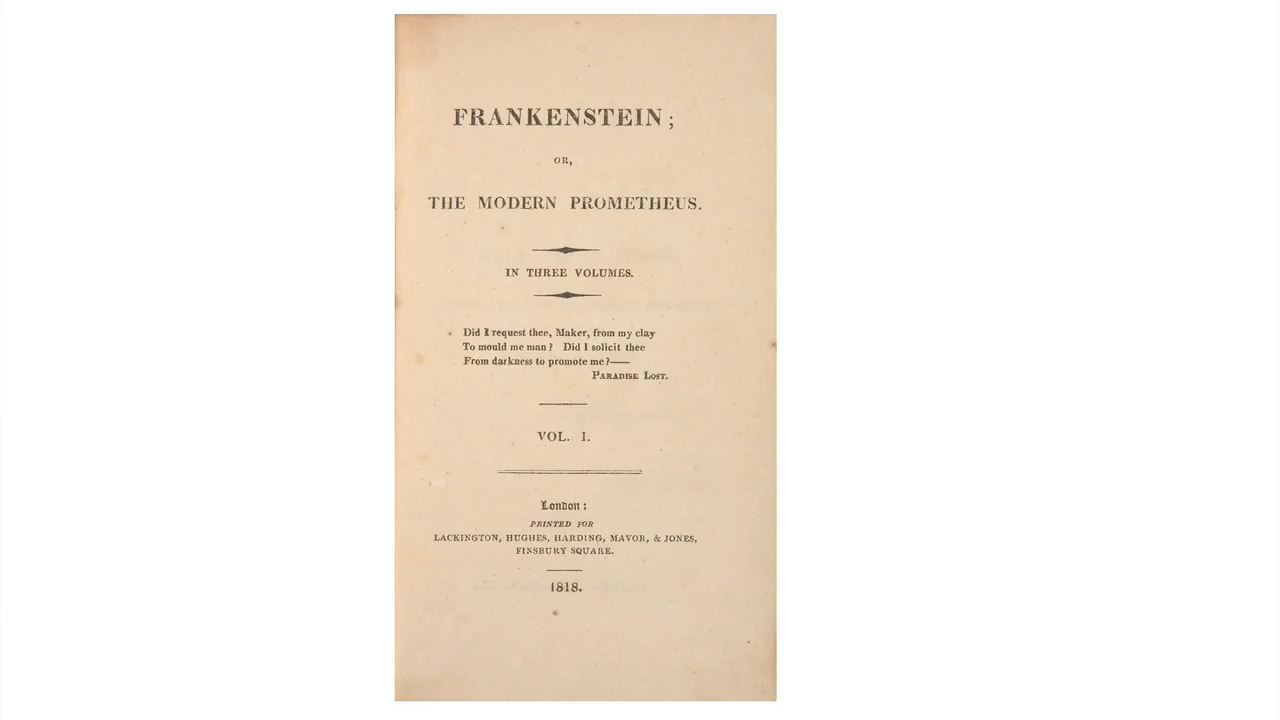 FRANKENSTEIN;
OR,
THE MODERN PROMETHEUS.
IN THREE VOLUMES.
Did I request thee, Maker, from my clay
To mould me man? Did I solicit thee
From darkness to promote me?——
PARADISE LOST.
VOL. I.
London:
PRINTED FOR
LACKINGTON, HUGHES, HARDING, MAVOR, & JONES,
FINSBURY SQUARE.
1818.